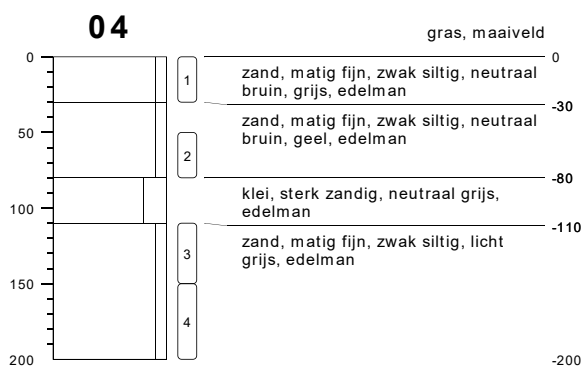 04
gras, maaiveld
0
1
0
zand, matig fijn, zwak siltig, neutraal
bruin, grijs, edelman
-30
zand, matig fijn, zwak siltig, neutraal
bruin, geel, edelman
50
2
-80
klei, sterk zandig, neutraal grijs,
edelman
100
-110
zand, matig fijn, zwak siltig, licht
grijs, edelman
3
150
4
200
-200